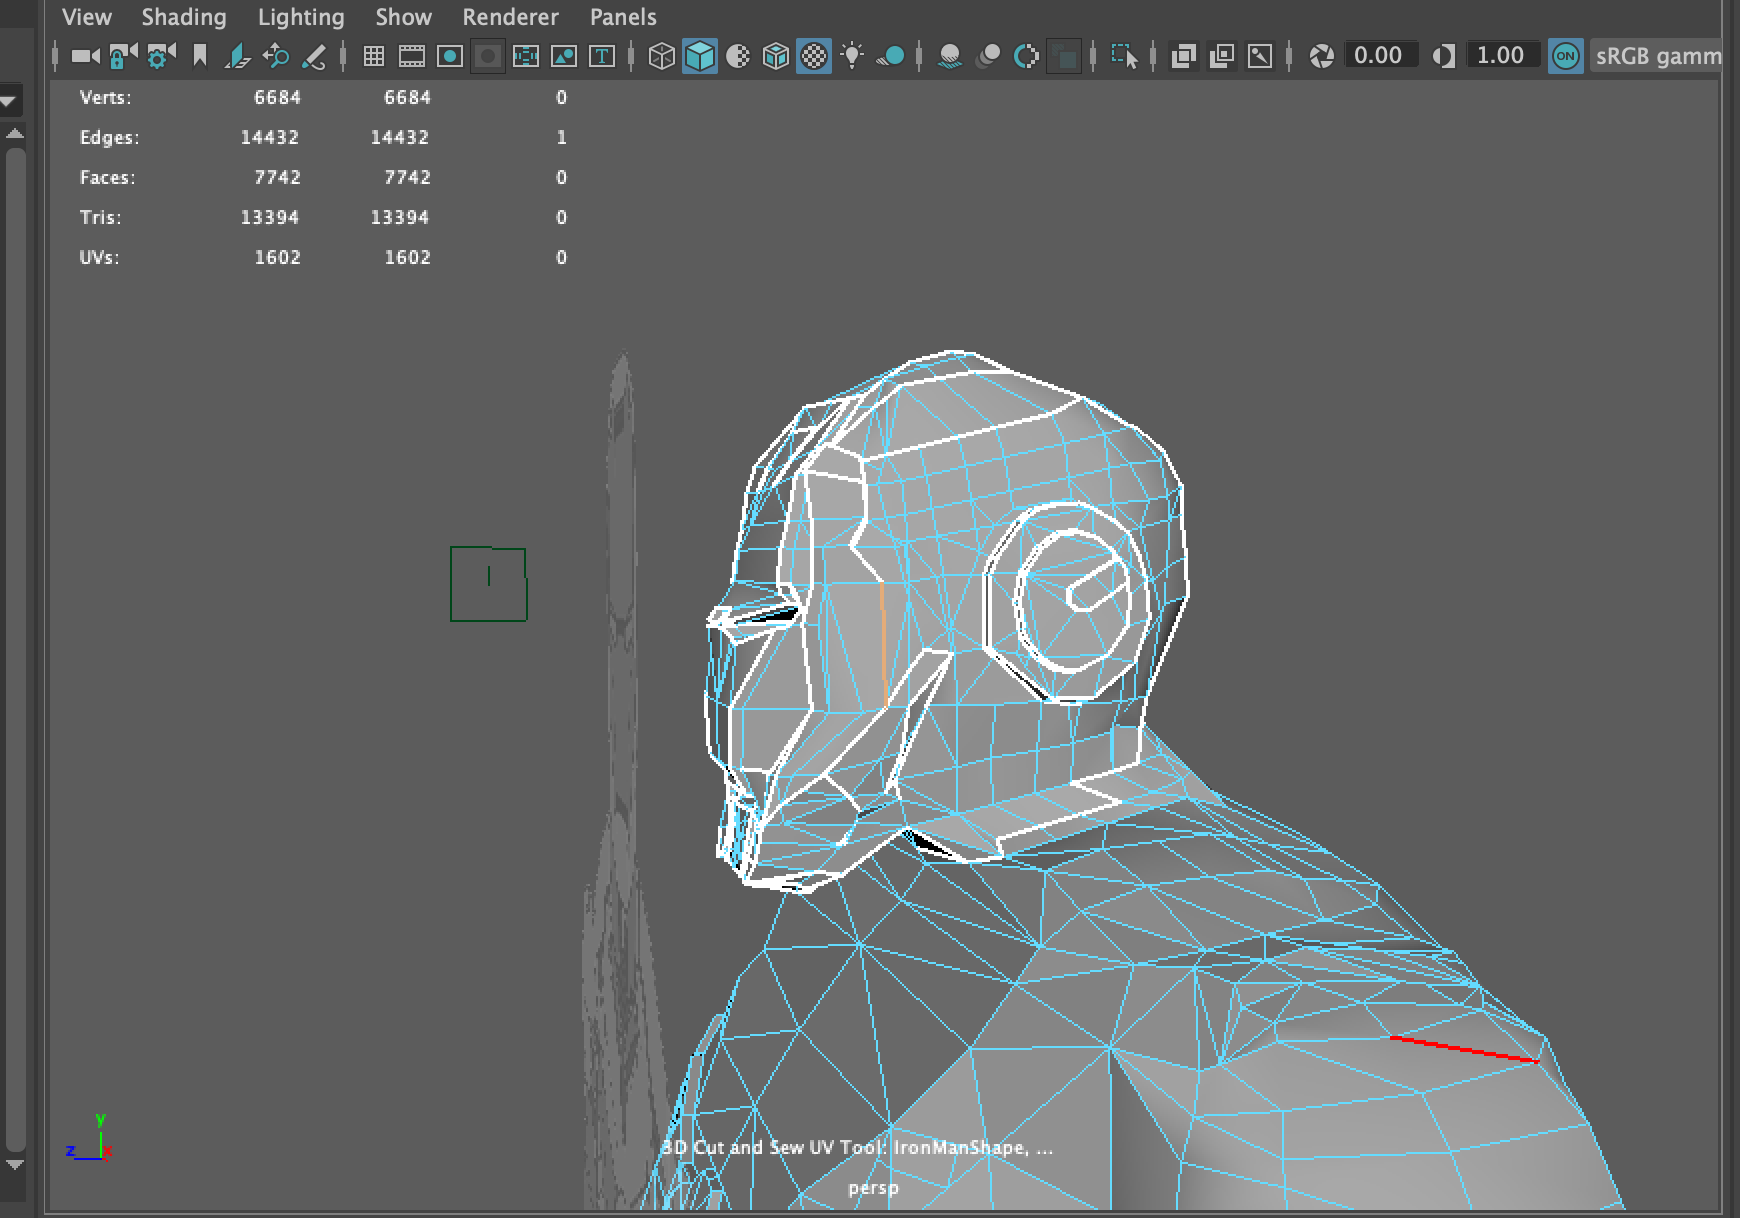 View Shading Lighting Show Renderer Panels
0.00 1.00 ON sRGB gamm
Verts: 6684 6684 0
Edges: 14432 14432 1
Faces: 7742 7742 0
Tris: 13394 13394 0
UVs: 1602 1602 0
y
z x
3D Cut and Sew UV Tool: IronManShape, ...
persp